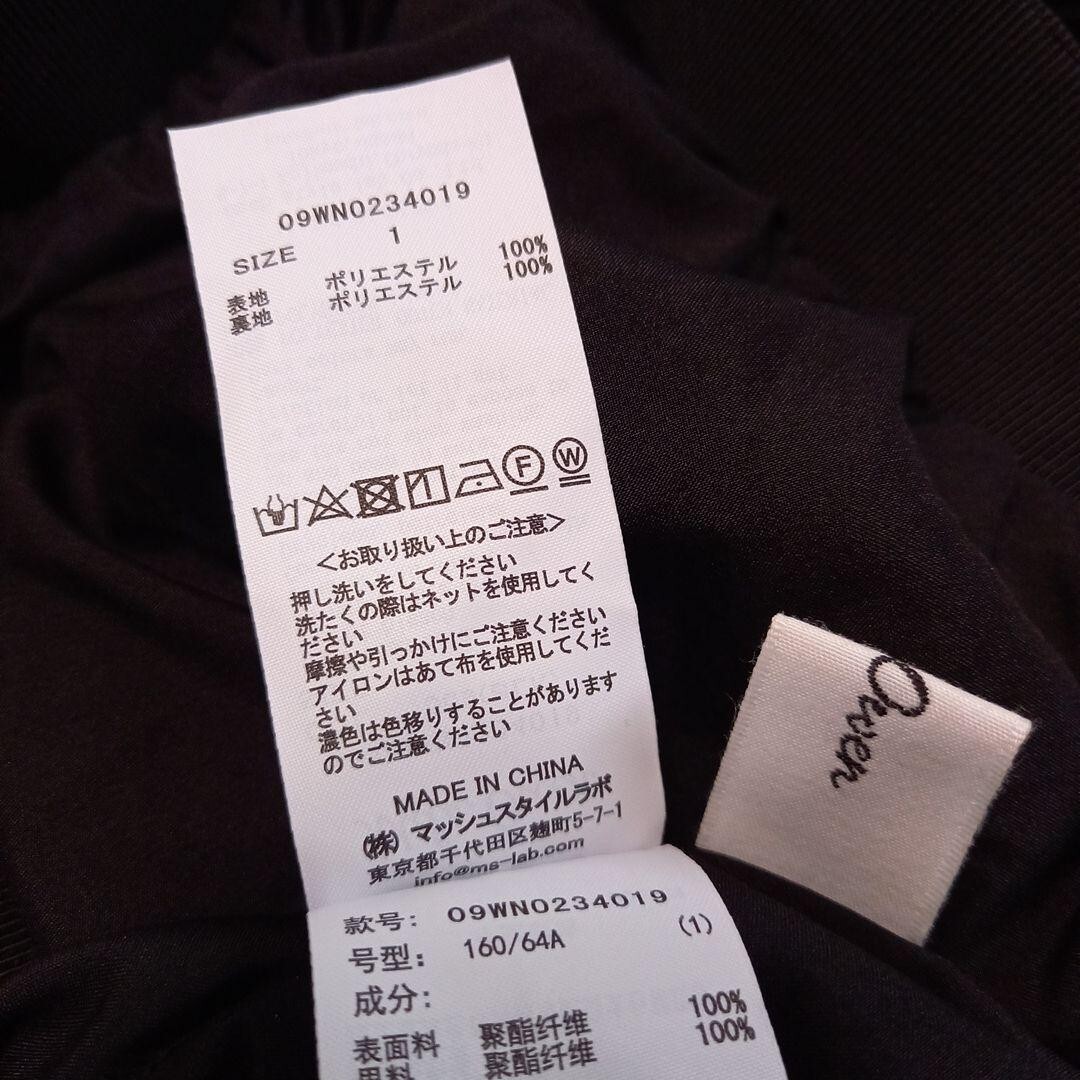 09WN0234019
SIZE 1
表地 ポリエステル 100%
裏地 ポリエステル 100%
F W
<お取り扱い上のご注意>
押し洗いをしてください
洗たくの際はネットを使用してく
ださい
摩擦や引っかけにご注意ください
アイロンはあて布を使用してくだ
さい
濃色は色移りすることがあります
のでご注意ください
MADE IN CHINA
(株) マッシュスタイルラボ
東京都千代田区麹町5-7-1
info@ms-lab.com
款号: 09WN0234019
号型: 160/64A (1)
成分:
表面料 聚酯纤维 100%
里料 聚酯纤维 100%
Owen